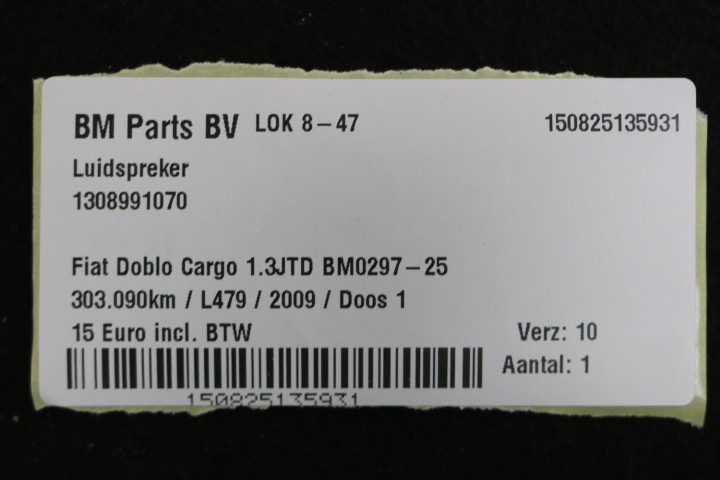 BM Parts BV LOK 8-47 150825135931
Luidspreker
1308991070
Fiat Doblo Cargo 1.3JTD BM0297-25
303.090km / L479 / 2009 / Doos 1
15 Euro incl. BTW Verz: 10
Aantal: 1
150825135931